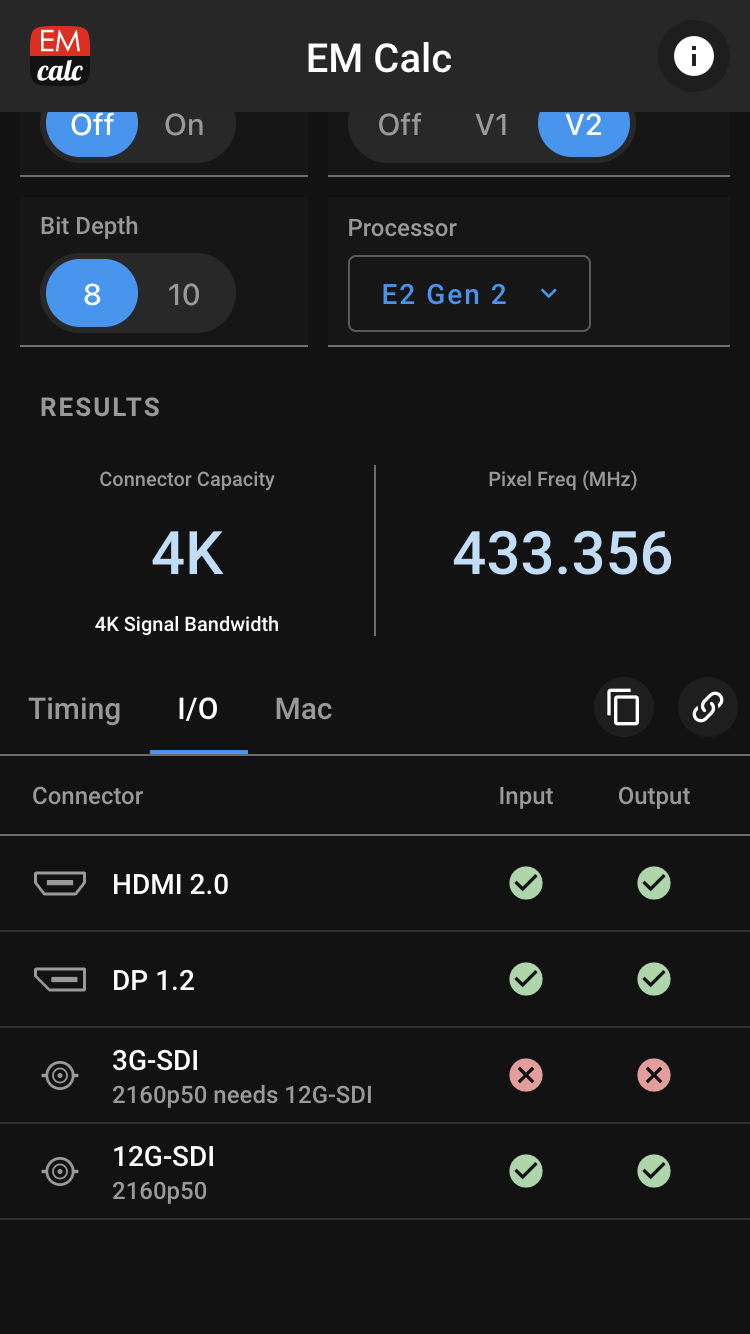 EM
calc
EM Calc
Off On
Off V1 V2
Bit Depth
8 10
Processor
E2 Gen 2
RESULTS
Connector Capacity
4K
4K Signal Bandwidth
Pixel Freq (MHz)
433.356
Timing I/O Mac
Connector Input Output
HDMI 2.0
DP 1.2
3G-SDI
2160p50 needs 12G-SDI
12G-SDI
2160p50